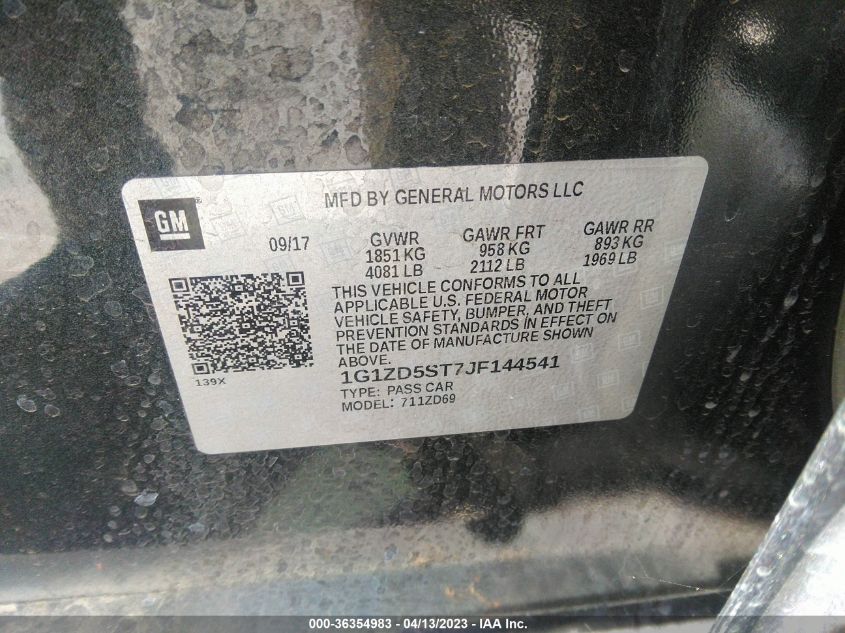 MFD BY GENERAL MOTORS LLC
GM®
09/17 GVWR GAWR FRT GAWR RR
1851 KG 958 KG 893 KG
4081 LB 2112 LB 1969 LB
THIS VEHICLE CONFORMS TO ALL
APPLICABLE U.S. FEDERAL MOTOR
VEHICLE SAFETY, BUMPER, AND THEFT
PREVENTION STANDARDS IN EFFECT ON
THE DATE OF MANUFACTURE SHOWN
ABOVE.
139X
1G1ZD5ST7JF144541
TYPE: PASS CAR
MODEL: 711ZD69
000-36354983 - 04/13/2023 - IAA Inc.